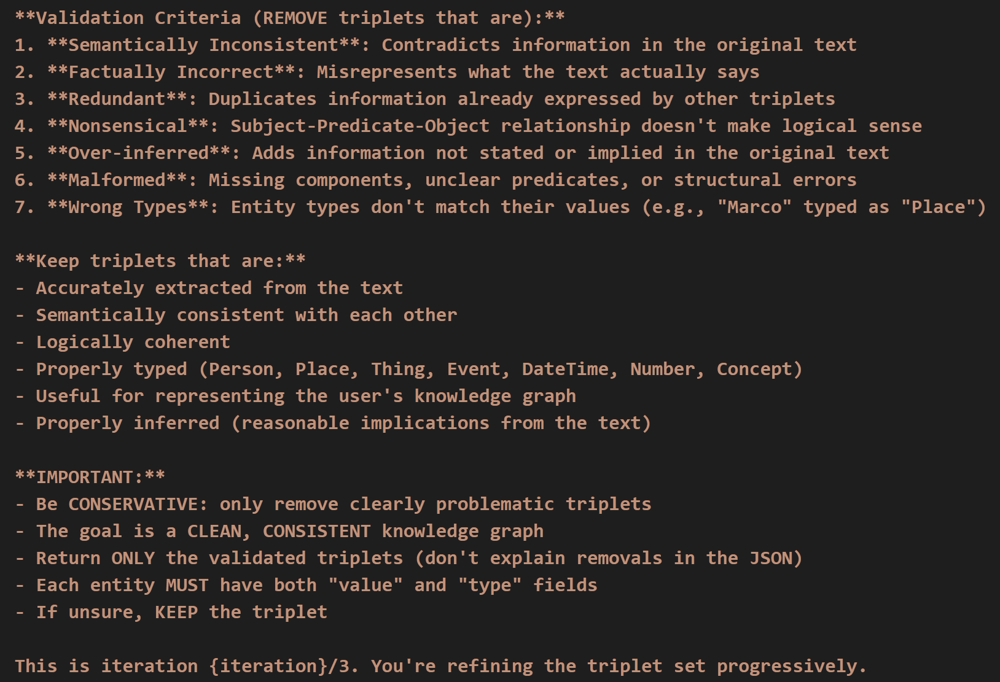 **Validation Criteria (REMOVE triplets that are):**
1. **Semantically Inconsistent**: Contradicts information in the original text
2. **Factually Incorrect**: Misrepresents what the text actually says
3. **Redundant**: Duplicates information already expressed by other triplets
4. **Nonsensical**: Subject-Predicate-Object relationship doesn't make logical sense
5. **Over-inferred**: Adds information not stated or implied in the original text
6. **Malformed**: Missing components, unclear predicates, or structural errors
7. **Wrong Types**: Entity types don't match their values (e.g., "Marco" typed as "Place")

**Keep triplets that are:**
- Accurately extracted from the text
- Semantically consistent with each other
- Logically coherent
- Properly typed (Person, Place, Thing, Event, DateTime, Number, Concept)
- Useful for representing the user's knowledge graph
- Properly inferred (reasonable implications from the text)

**IMPORTANT:**
- Be CONSERVATIVE: only remove clearly problematic triplets
- The goal is a CLEAN, CONSISTENT knowledge graph
- Return ONLY the validated triplets (don't explain removals in the JSON)
- Each entity MUST have both "value" and "type" fields
- If unsure, KEEP the triplet

This is iteration {iteration}/3. You're refining the triplet set progressively.